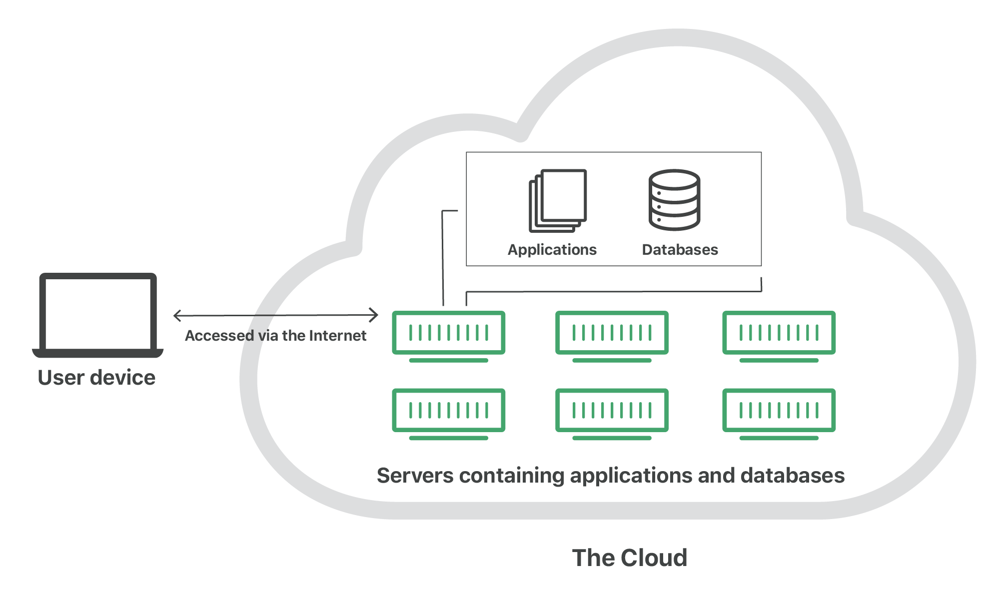 Applications
Databases
Accessed via the Internet
User device
Servers containing applications and databases
The Cloud